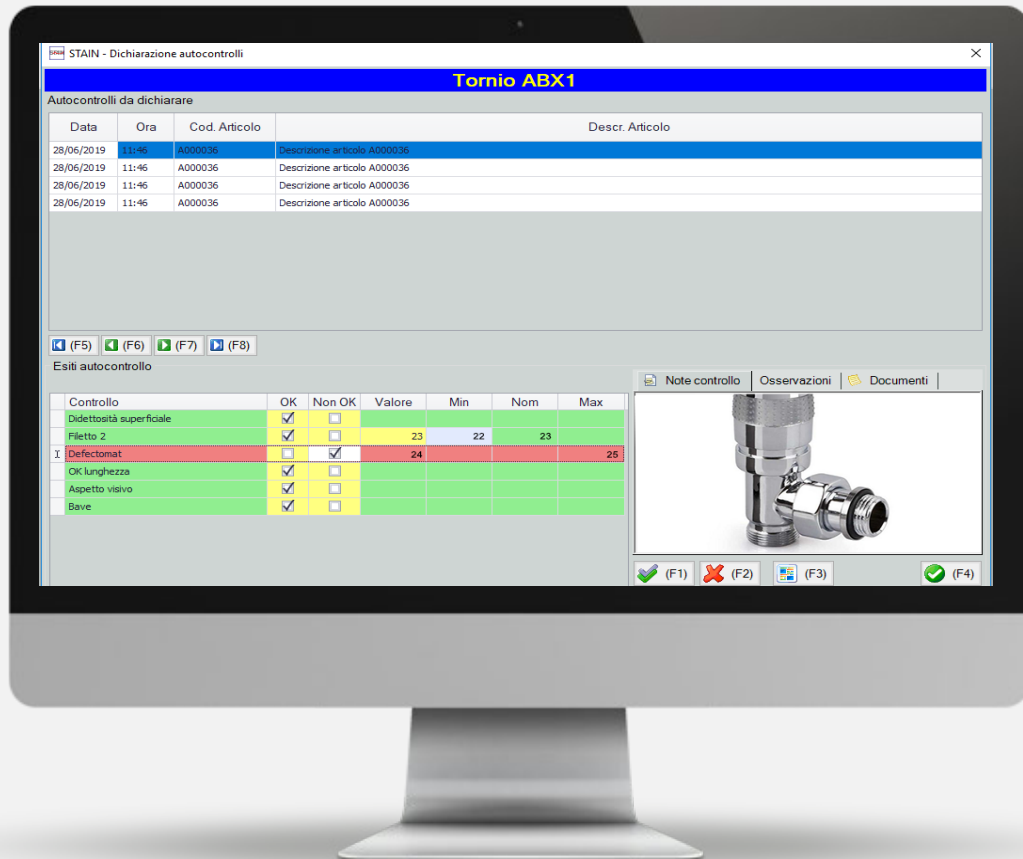 STAIN - Dichiarazione autocontrolli
Tornio ABX1
Autocontrolli da dichiarare
Data Ora Cod. Articolo Descr. Articolo
28/06/2019 11:46 A000036 Descrizione articolo A000036
28/06/2019 11:46 A000036 Descrizione articolo A000036
28/06/2019 11:46 A000036 Descrizione articolo A000036
28/06/2019 11:46 A000036 Descrizione articolo A000036
(F5) (F6) (F7) (F8)
Esiti autocontrollo
Note controllo Osservazioni Documenti
Controllo OK Non OK Valore Min Nom Max
Didettosità superficiale
Filetto 2 23 22 23
Defectomat 24 25
OK lunghezza
Aspetto visivo
Bave
(F1) (F2) (F3) (F4)